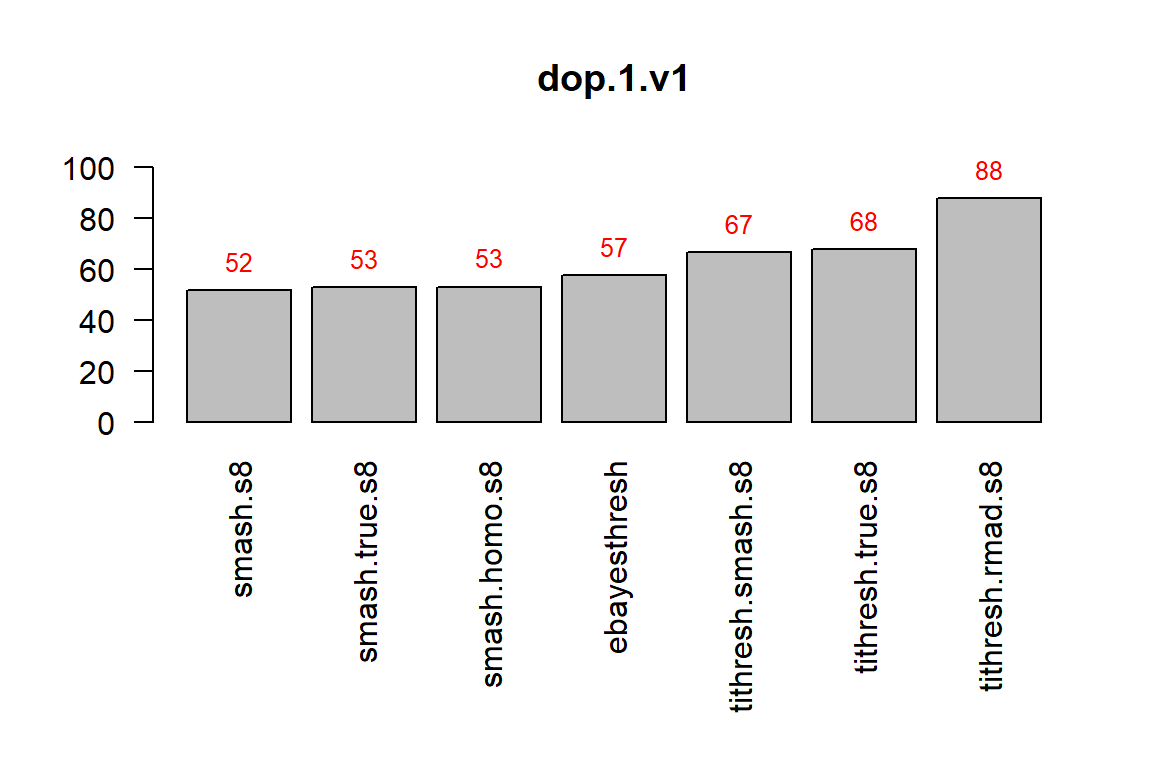 dop.1.v1
100
80
60
40
20
0
52
53
53
57
67
68
88
smash.s8
smash.true.s8
smash.homo.s8
ebayesthresh
tithresh.smash.s8
tithresh.true.s8
tithresh.rmad.s8